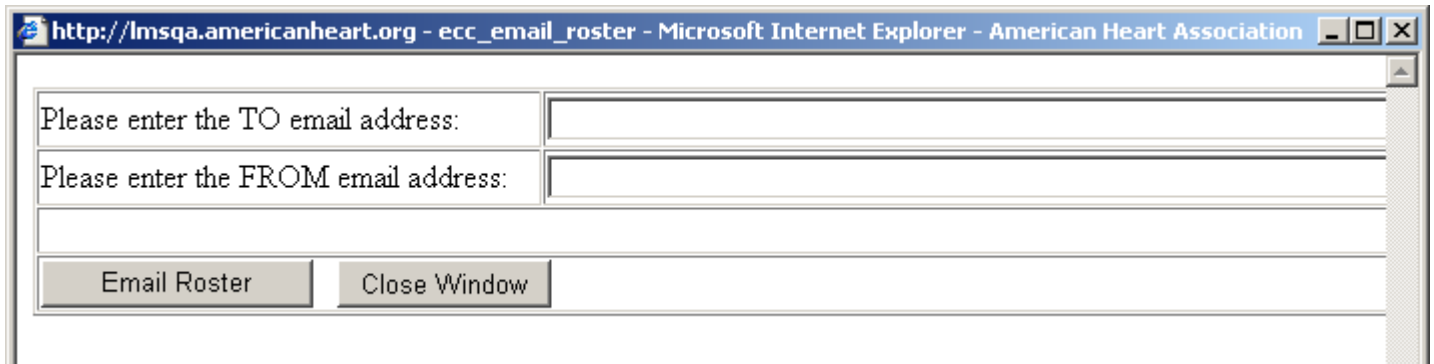 http://lmsqa.americanheart.org - ecc_email_roster - Microsoft Internet Explorer - American Heart Association
Please enter the TO email address:
Please enter the FROM email address:
Email Roster Close Window